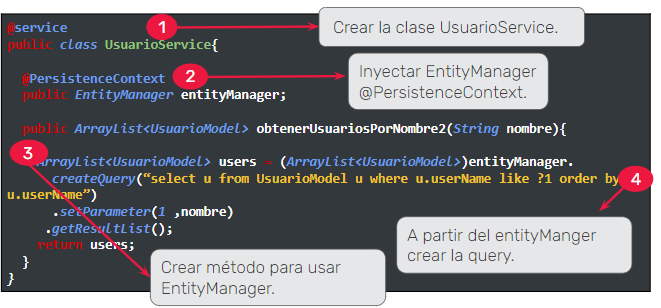 @service
public class UsuarioService{
@PersistenceContext
public EntityManager entityManager;
public ArrayList<UsuarioModel> obtenerUsuariosPorNombre2(String nombre){
ArrayList<UsuarioModel> users = (ArrayList<UsuarioModel>)entityManager.
createQuery(“select u from UsuarioModel u where u.userName like ?1 order by
u.userName”)
.setParameter(1 ,nombre)
.getResultList();
return users;
}
}
1
Crear la clase UsuarioService.
2
Inyectar EntityManager
@PersistenceContext.
3
Crear método para usar
EntityManager.
4
A partir del entityManger
crear la query.